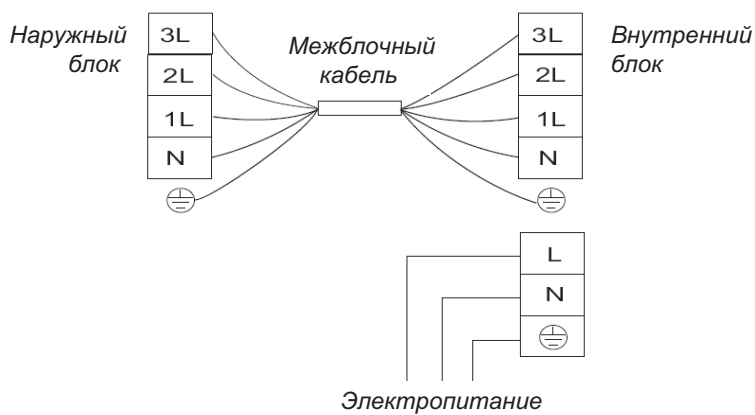 Наружный
блок
3L
2L
1L
N
Межблочный
кабель
3L
2L
1L
N
Внутренний
блок
L
N
Электропитание